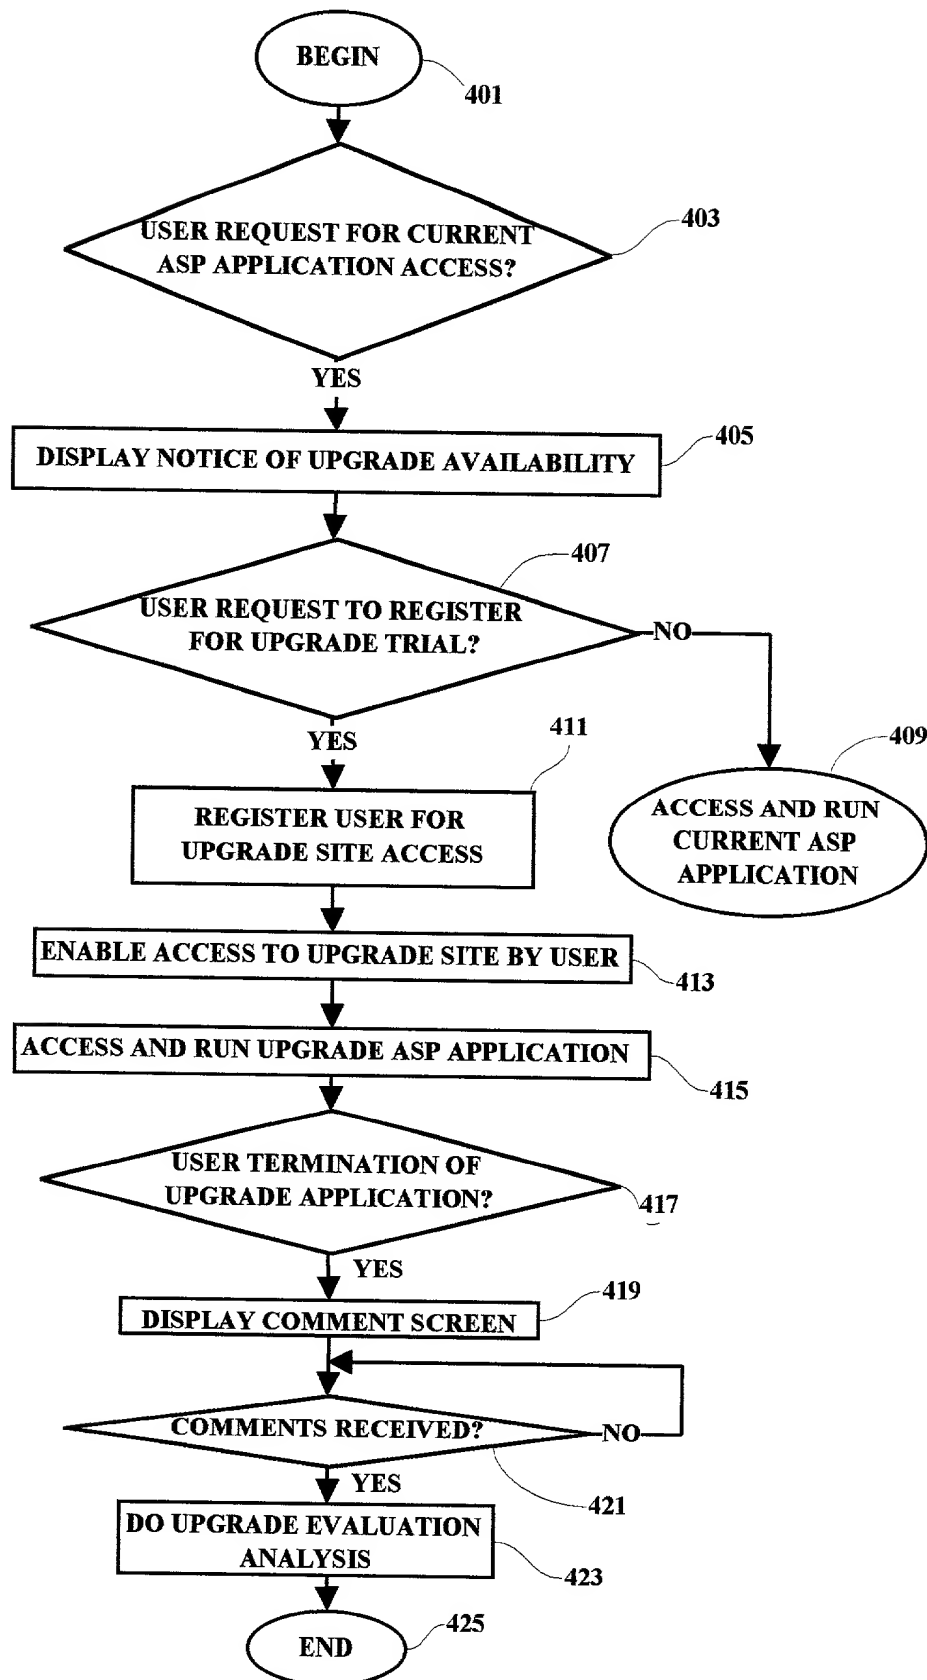 BEGIN
401
USER REQUEST FOR CURRENT
ASP APPLICATION ACCESS?
403
YES
DISPLAY NOTICE OF UPGRADE AVAILABILITY
405
USER REQUEST TO REGISTER
FOR UPGRADE TRIAL?
407
NO
YES
411
409
REGISTER USER FOR
UPGRADE SITE ACCESS
ACCESS AND RUN
CURRENT ASP
APPLICATION
ENABLE ACCESS TO UPGRADE SITE BY USER
413
ACCESS AND RUN UPGRADE ASP APPLICATION
415
USER TERMINATION OF
UPGRADE APPLICATION?
417
YES
DISPLAY COMMENT SCREEN
419
COMMENTS RECEIVED?
NO
YES
421
DO UPGRADE EVALUATION
ANALYSIS
423
END
425